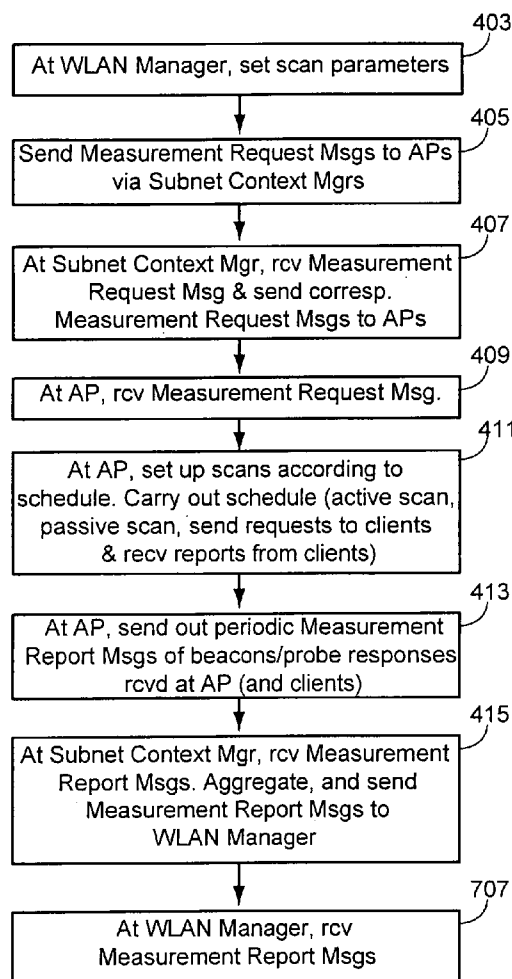 403
At WLAN Manager, set scan parameters
405
Send Measurement Request Msgs to APs
via Subnet Context Mgrs
407
At Subnet Context Mgr, rcv Measurement
Request Msg & send corresp.
Measurement Request Msgs to APs
409
At AP, rcv Measurement Request Msg.
411
At AP, set up scans according to
schedule. Carry out schedule (active scan,
passive scan, send requests to clients
& recv reports from clients)
413
At AP, send out periodic Measurement
Report Msgs of beacons/probe responses
rcvd at AP (and clients)
415
At Subnet Context Mgr, rcv Measurement
Report Msgs. Aggregate, and send
Measurement Report Msgs to
WLAN Manager
707
At WLAN Manager, rcv
Measurement Report Msgs